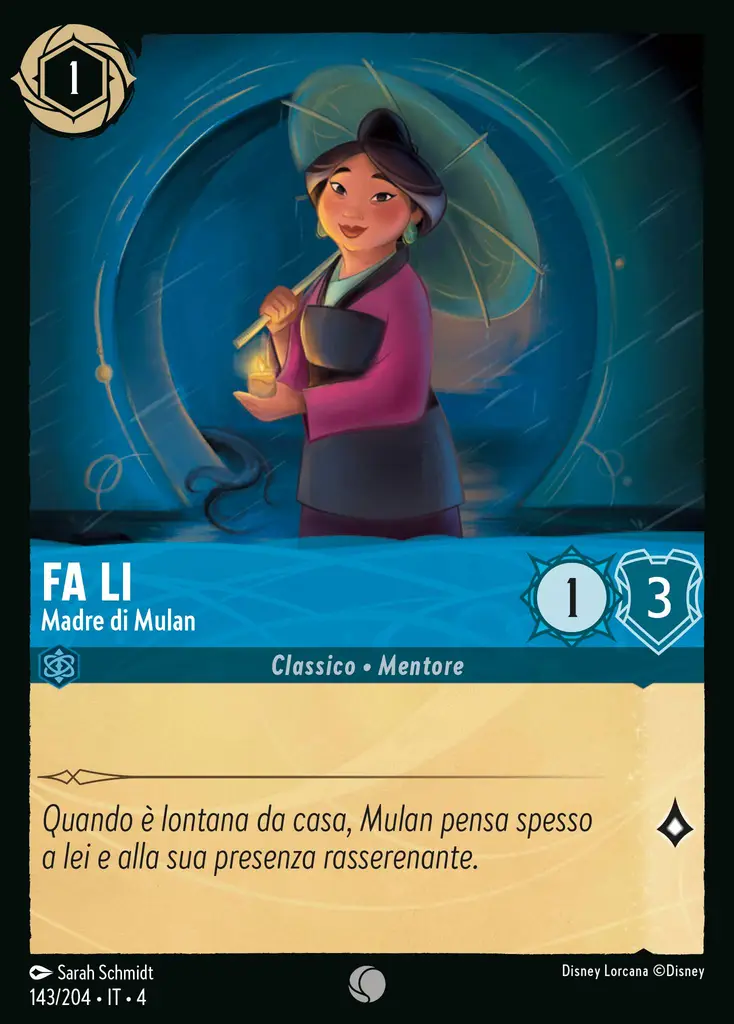 1
FA LI
Madre di Mulan
1
3
Classico • Mentore
Quando è lontana da casa, Mulan pensa spesso
a lei e alla sua presenza rasserenante.
Sarah Schmidt
Disney Lorcana ©Disney
143/204 • IT • 4